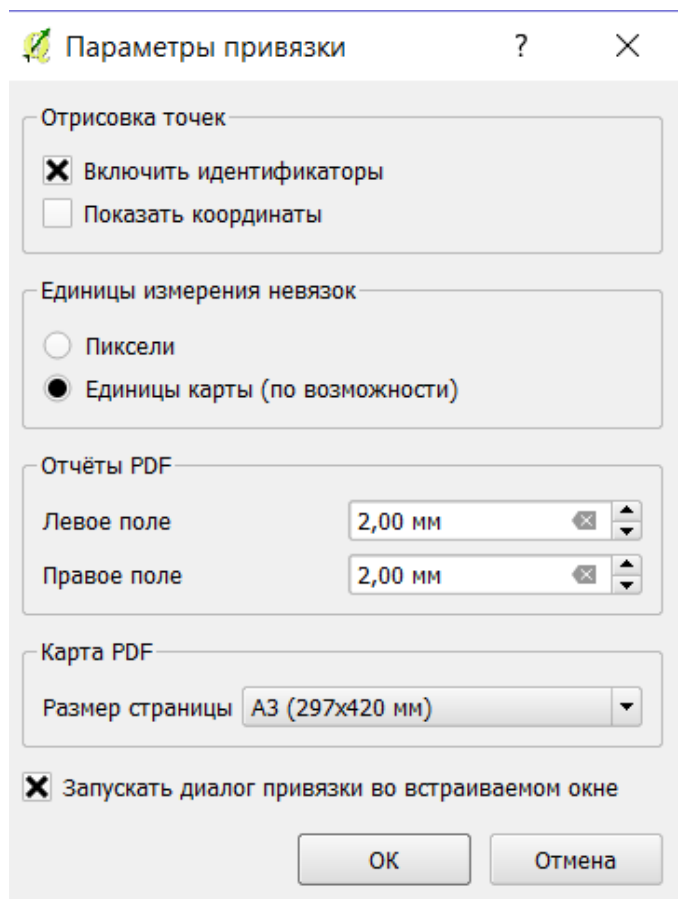 Параметры привязки ?
Отрисовка точек
Включить идентификаторы
Показать координаты
Единицы измерения невязок
Пиксели
Единицы карты (по возможности)
Отчёты PDF
Левое поле 2,00 мм
Правое поле 2,00 мм
Карта PDF
Размер страницы A3 (297x420 мм)
Запускать диалог привязки во встраиваемом окне
ОК Отмена